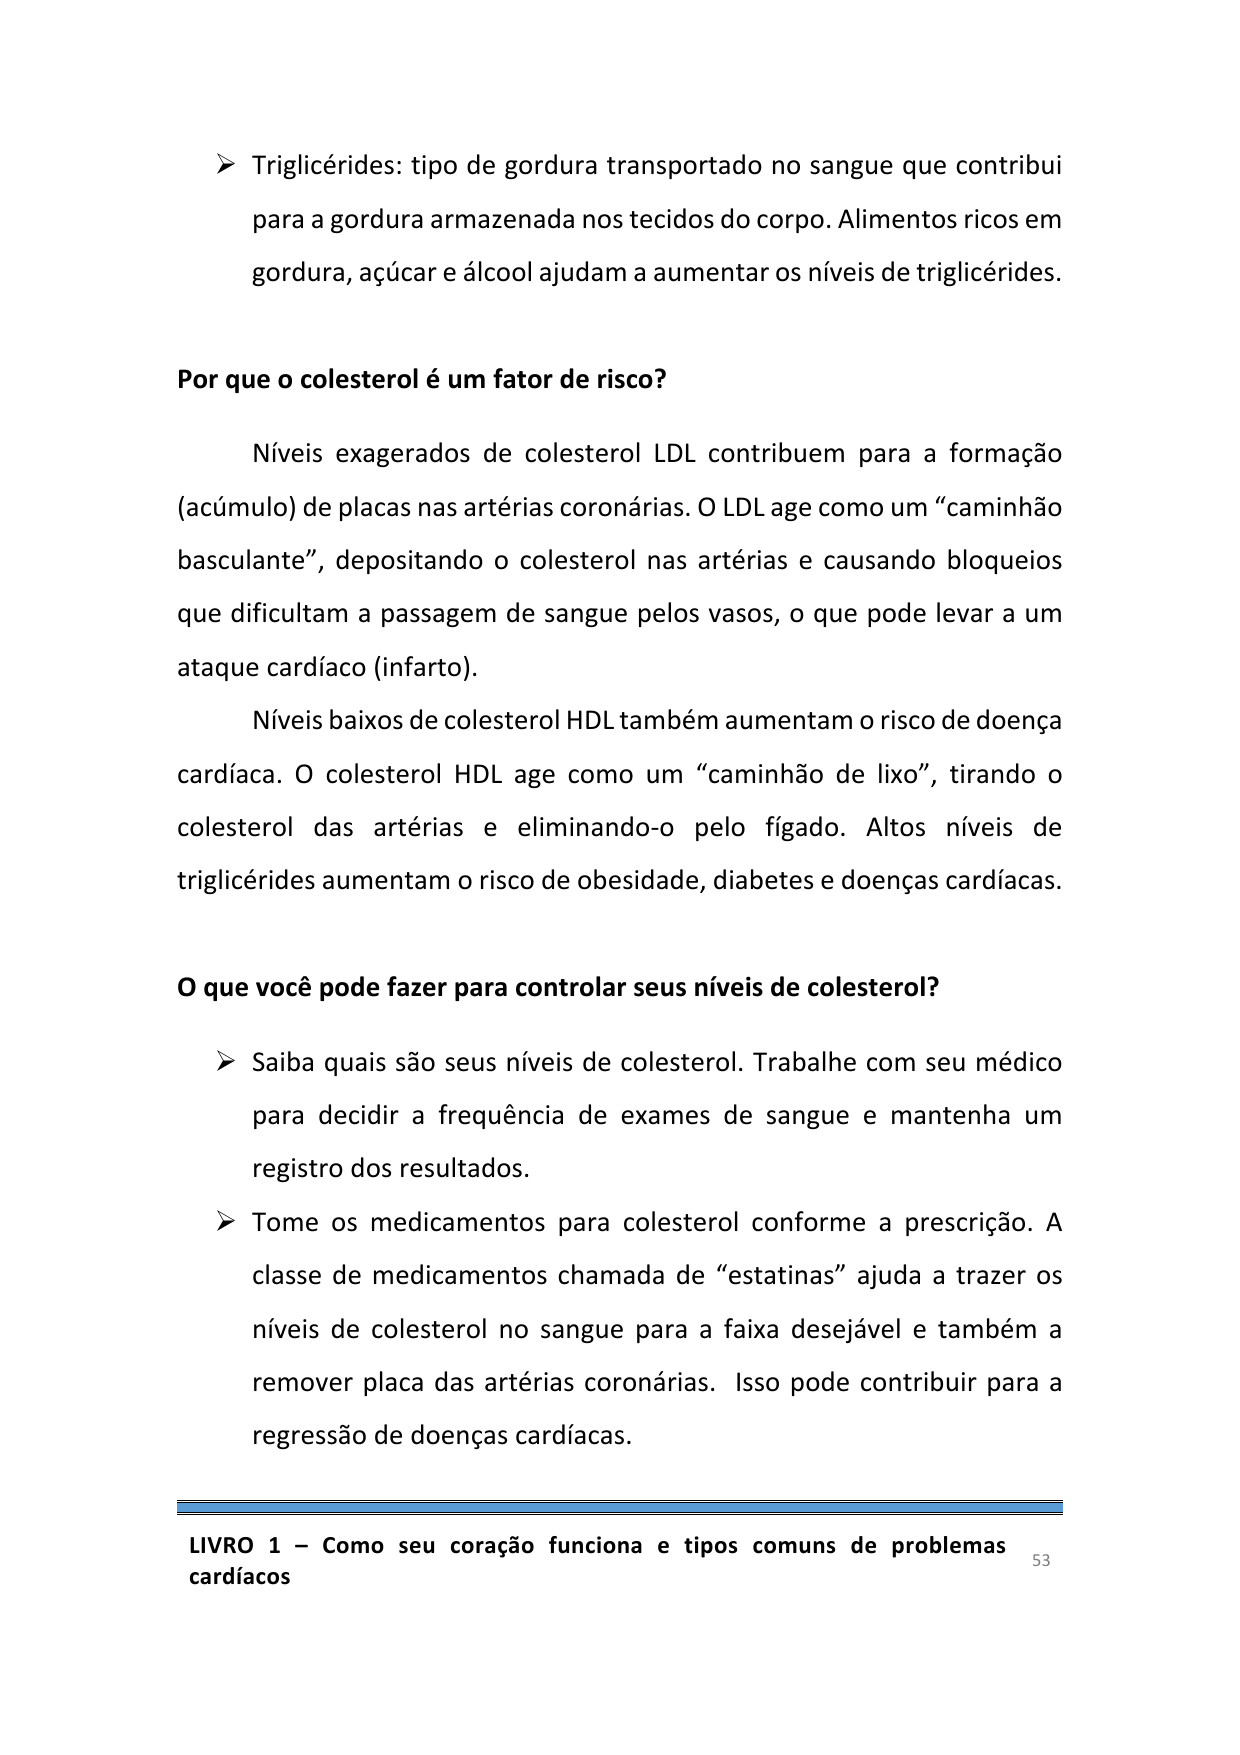 ➢ Triglicérides: tipo de gordura transportado no sangue que contribui
para a gordura armazenada nos tecidos do corpo. Alimentos ricos em
gordura, açúcar e álcool ajudam a aumentar os níveis de triglicérides.
Por que o colesterol é um fator de risco?
Níveis exagerados de colesterol LDL contribuem para a formação
(acúmulo) de placas nas artérias coronárias. O LDL age como um “caminhão
basculante”, depositando o colesterol nas artérias e causando bloqueios
que dificultam a passagem de sangue pelos vasos, o que pode levar a um
ataque cardíaco (infarto).
Níveis baixos de colesterol HDL também aumentam o risco de doença
cardíaca. O colesterol HDL age como um “caminhão de lixo”, tirando o
colesterol das artérias e eliminando-o pelo fígado. Altos níveis de
triglicérides aumentam o risco de obesidade, diabetes e doenças cardíacas.
O que você pode fazer para controlar seus níveis de colesterol?
➢ Saiba quais são seus níveis de colesterol. Trabalhe com seu médico
para decidir a frequência de exames de sangue e mantenha um
registro dos resultados.
➢ Tome os medicamentos para colesterol conforme a prescrição. A
classe de medicamentos chamada de “estatinas” ajuda a trazer os
níveis de colesterol no sangue para a faixa desejável e também a
remover placa das artérias coronárias. Isso pode contribuir para a
regressão de doenças cardíacas.
LIVRO 1 – Como seu coração funciona e tipos comuns de problemas
cardíacos
53